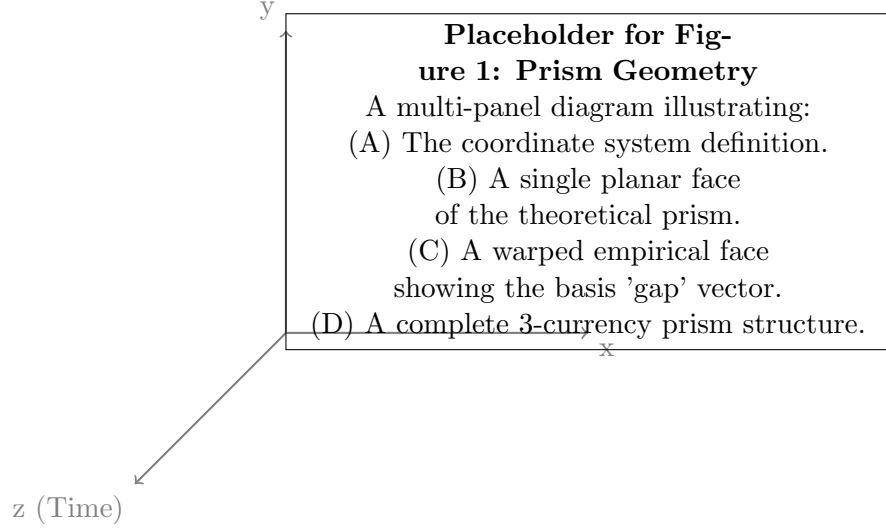 y
Placeholder for Fig-
ure 1: Prism Geometry
A multi-panel diagram illustrating:
(A) The coordinate system definition.
(B) A single planar face
of the theoretical prism.
(C) A warped empirical face
showing the basis 'gap' vector.
(D) A complete 3-currency prism structure.
x
z (Time)